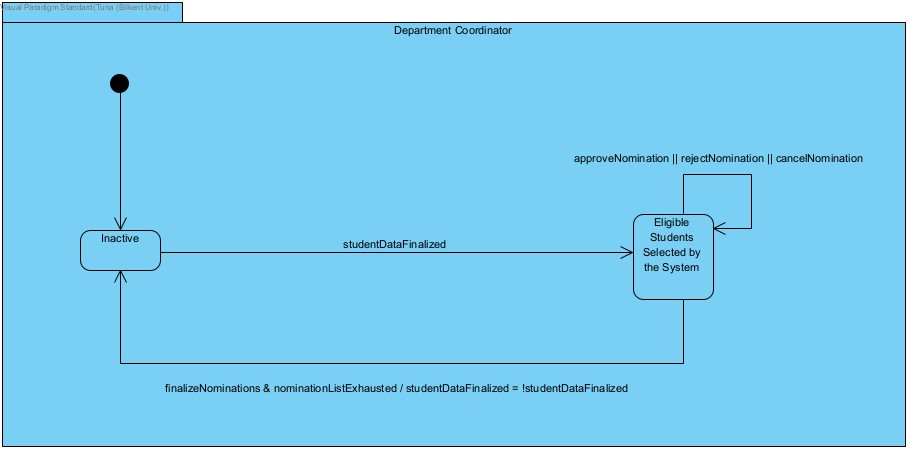 Visual Paradigm Standard(Tuna (Bilkent Univ.))
Department Coordinator
approveNomination || rejectNomination || cancelNomination
Eligible
Students
Selected by
the System
Inactive
studentDataFinalized
finalizeNominations & nominationListExhausted / studentDataFinalized = !studentDataFinalized